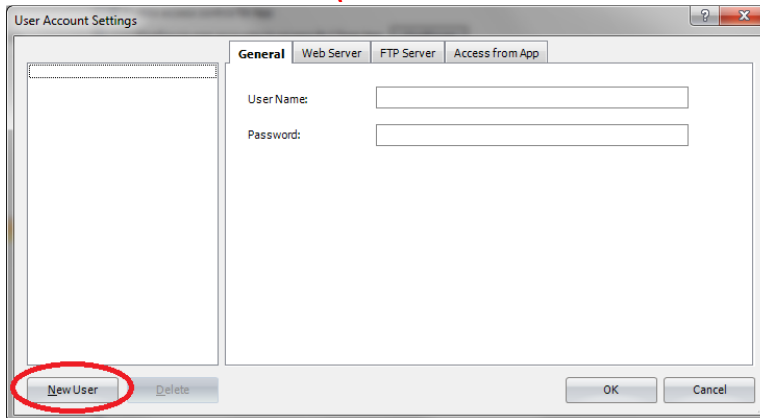 User Account Settings
General Web Server FTP Server Access from App
User Name:
Password:
New User Delete OK Cancel